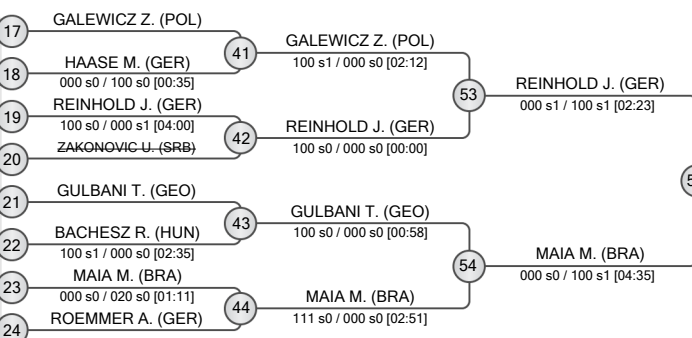 17
GALEWICZ Z. (POL)
18
HAASE M. (GER)
000 s0 / 100 s0 [00:35]
41
GALEWICZ Z. (POL)
100 s1 / 000 s0 [02:12]
19
REINHOLD J. (GER)
100 s0 / 000 s1 [04:00]
20
ZAKONOVIC U. (SRB)
42
REINHOLD J. (GER)
100 s0 / 000 s0 [00:00]
53
REINHOLD J. (GER)
000 s1 / 100 s1 [02:23]
21
GULBANI T. (GEO)
22
BACHESZ R. (HUN)
100 s1 / 000 s0 [02:35]
43
GULBANI T. (GEO)
100 s0 / 000 s0 [00:58]
23
MAIA M. (BRA)
000 s0 / 020 s0 [01:11]
24
ROEMMER A. (GER)
44
MAIA M. (BRA)
111 s0 / 000 s0 [02:51]
54
MAIA M. (BRA)
000 s0 / 100 s1 [04:35]